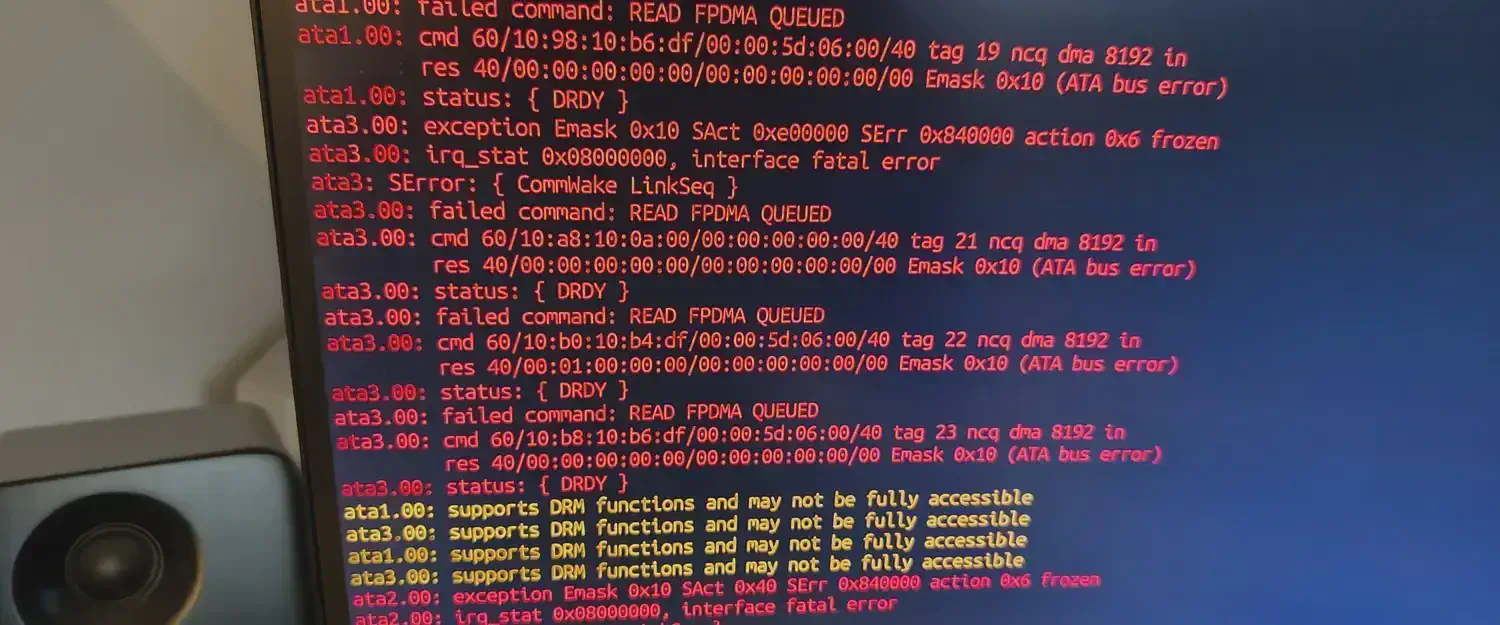 ata1.00: failed command: READ FPDMA QUEUED
ata1.00: cmd 60/10:98:10:b6:df/00:00:5d:06:00/40 tag 19 ncq dma 8192 in
res 40/00:00:00:00:00/00:00:00:00:00/00 Emask 0x10 (ATA bus error)
ata1.00: status: { DRDY }
ata3.00: exception Emask 0x10 SAct 0xe00000 SErr 0x840000 action 0x6 frozen
ata3.00: irq_stat 0x08000000, interface fatal error
ata3: SError: { CommWake LinkSeq }
ata3.00: failed command: READ FPDMA QUEUED
ata3.00: cmd 60/10:a8:10:0a:00/00:00:00:00:00/40 tag 21 ncq dma 8192 in
res 40/00:00:00:00:00/00:00:00:00:00/00 Emask 0x10 (ATA bus error)
ata3.00: status: { DRDY }
ata3.00: failed command: READ FPDMA QUEUED
ata3.00: cmd 60/10:b0:10:b4:df/00:00:5d:06:00/40 tag 22 ncq dma 8192 in
res 40/00:01:00:00:00/00:00:00:00:00/00 Emask 0x10 (ATA bus error)
ata3.00: status: { DRDY }
ata3.00: failed command: READ FPDMA QUEUED
ata3.00: cmd 60/10:b8:10:b6:df/00:00:5d:06:00/40 tag 23 ncq dma 8192 in
res 40/00:00:00:00:00/00:00:00:00:00/00 Emask 0x10 (ATA bus error)
ata3.00: status: { DRDY }
ata1.00: supports DRM functions and may not be fully accessible
ata3.00: supports DRM functions and may not be fully accessible
ata1.00: supports DRM functions and may not be fully accessible
ata3.00: supports DRM functions and may not be fully accessible
ata2.00: exception Emask 0x10 SAct 0x40 SErr 0x840000 action 0x6 frozen
ata2.00: irq_stat 0x08000000, interface fatal error